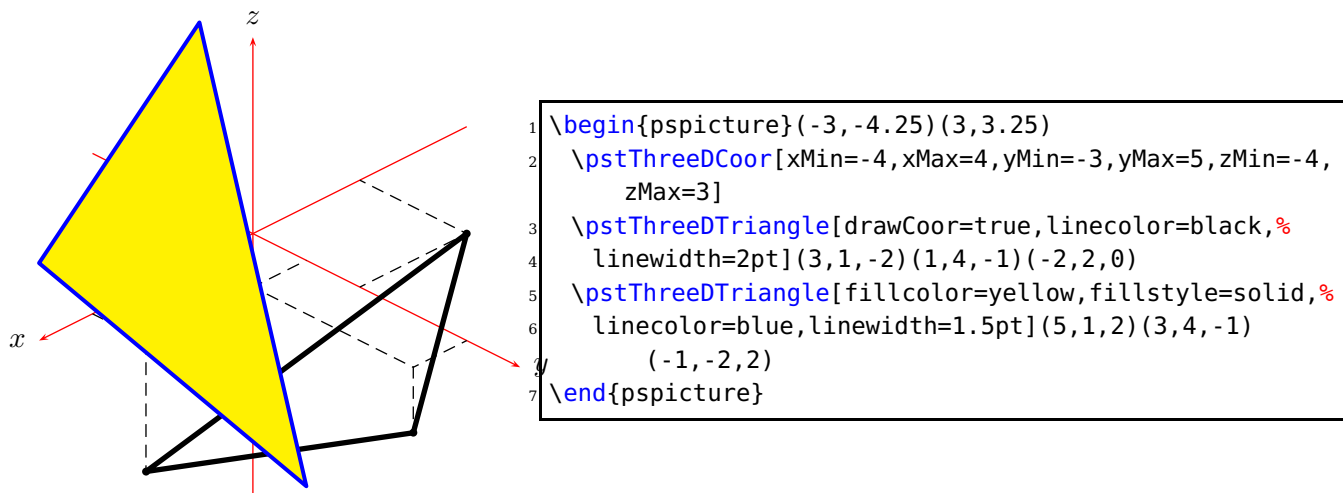 z
x
y
1 \begin{pspicture}(-3,-4.25)(3,3.25)
2 \pstThreeDCoor[xMin=-4,xMax=4,yMin=-3,yMax=5,zMin=-4,
zMax=3]
3 \pstThreeDTriangle[drawCoor=true,linecolor=black,%
4 linewidth=2pt](3,1,-2)(1,4,-1)(-2,2,0)
5 \pstThreeDTriangle[fillcolor=yellow,fillstyle=solid,%
6 linecolor=blue,linewidth=1.5pt](5,1,2)(3,4,-1)
(-1,-2,2)
7 \end{pspicture}